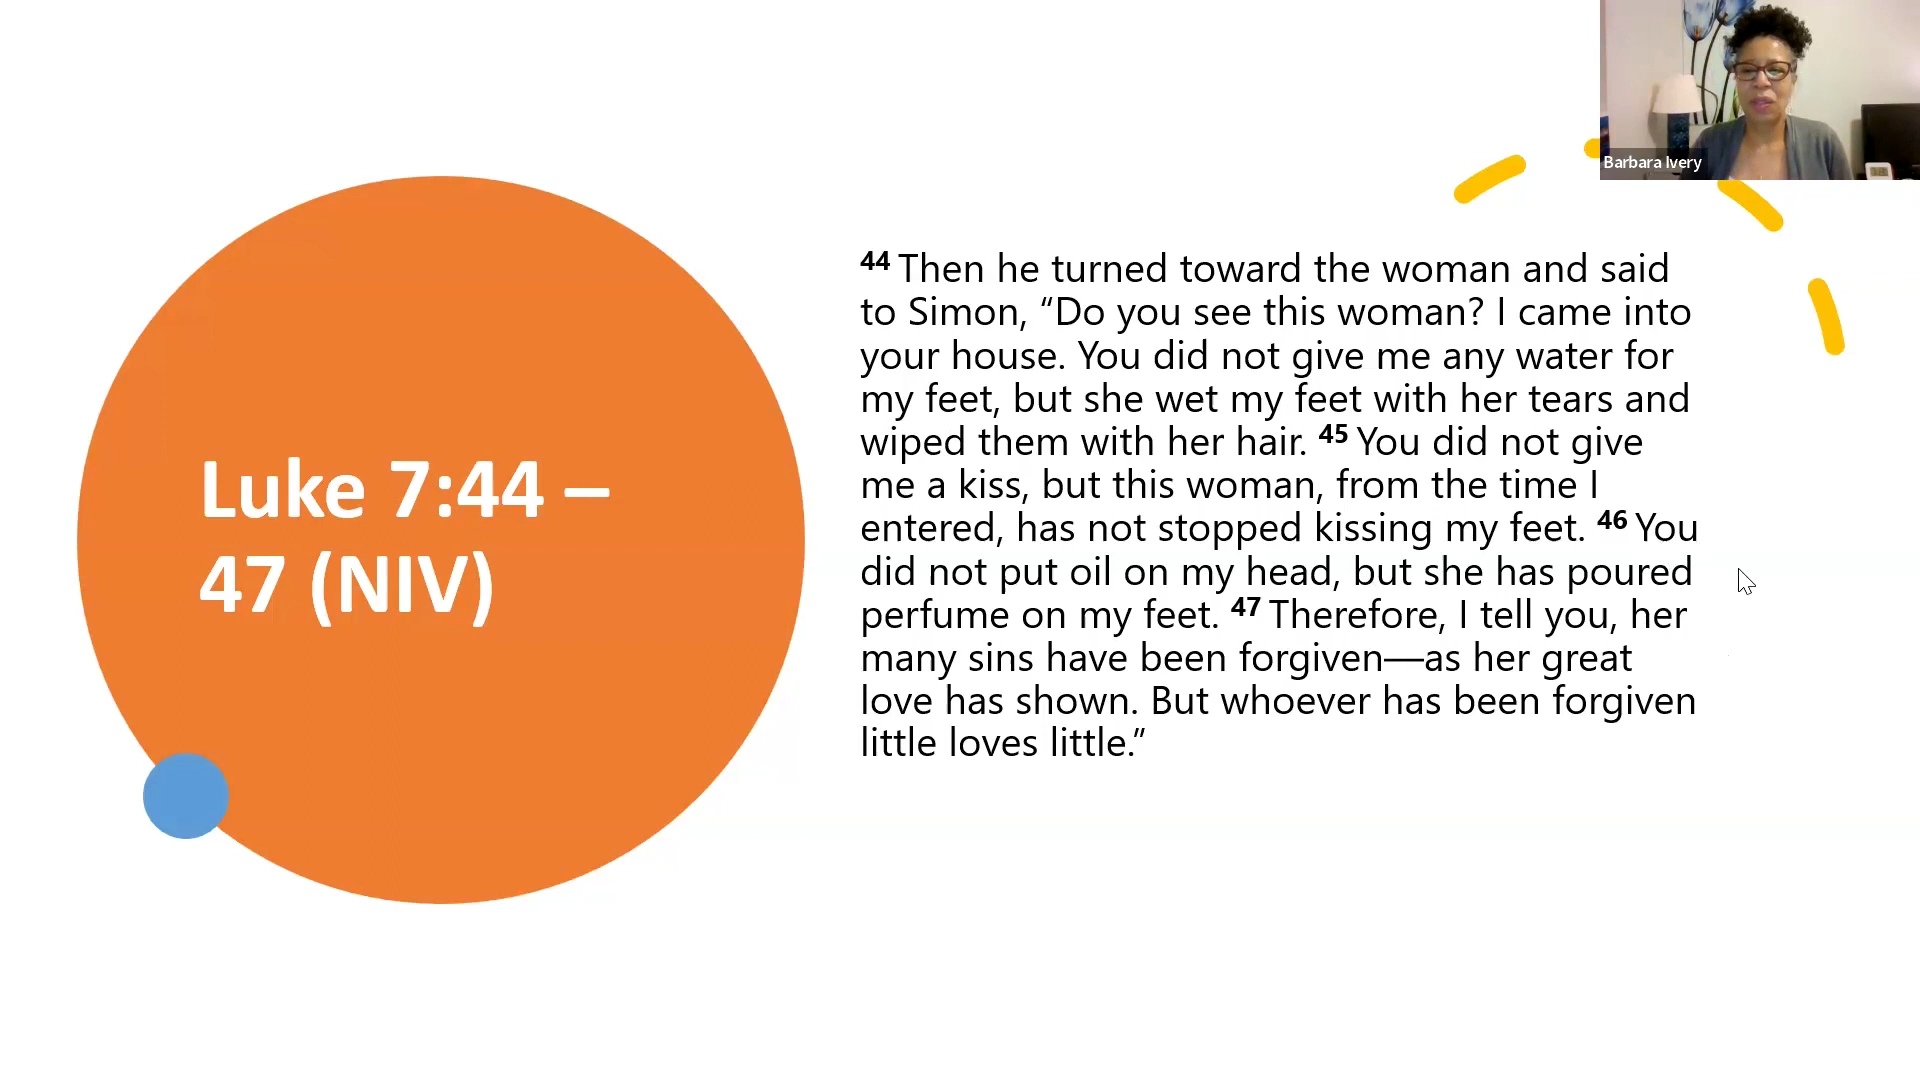 Barbara Ivery
Luke 7:44 –
47 (NIV)
44 Then he turned toward the woman and said
to Simon, “Do you see this woman? I came into
your house. You did not give me any water for
my feet, but she wet my feet with her tears and
wiped them with her hair. 45 You did not give
me a kiss, but this woman, from the time I
entered, has not stopped kissing my feet. 46 You
did not put oil on my head, but she has poured
perfume on my feet. 47 Therefore, I tell you, her
many sins have been forgiven—as her great
love has shown. But whoever has been forgiven
little loves little.”